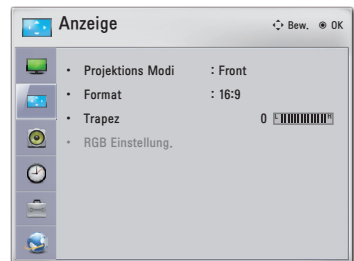 Anzeige
Bew. OK
• Projektions Modi : Front
• Format : 16:9
• Trapez 0 L R
• RGB Einstellung.